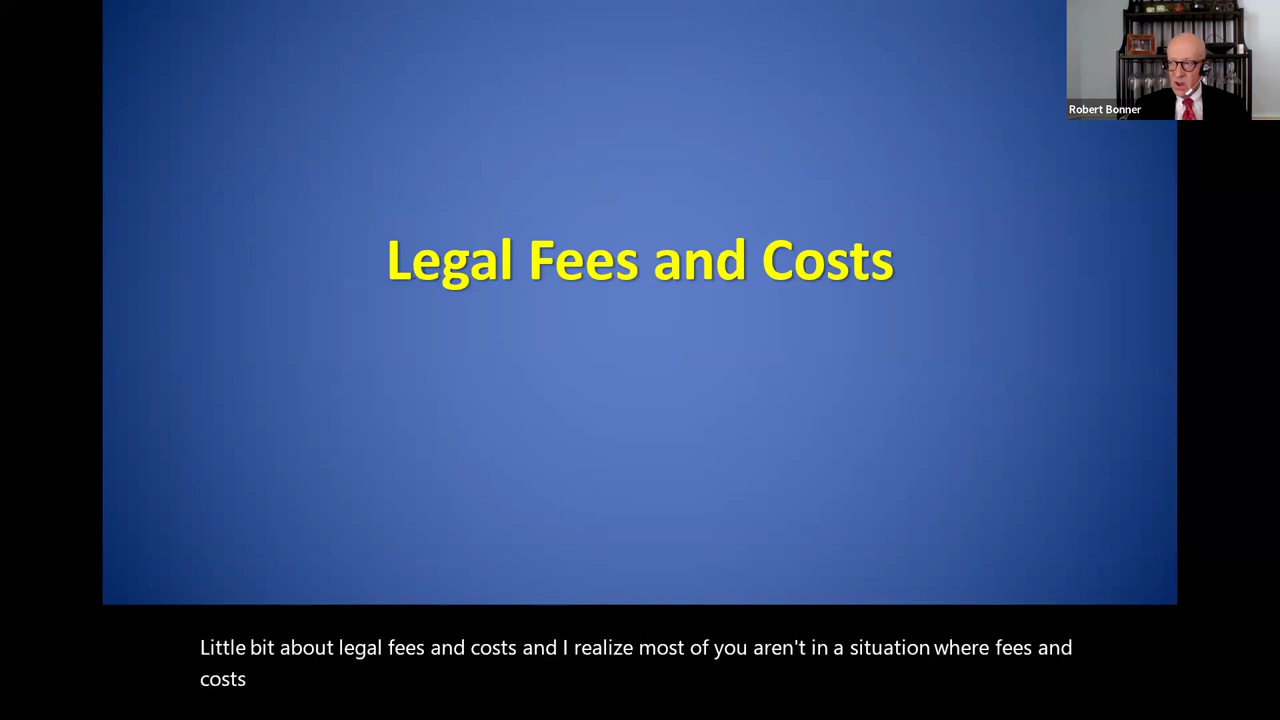 Robert Bonner
Legal Fees and Costs
Little bit about legal fees and costs and I realize most of you aren't in a situation where fees and
costs